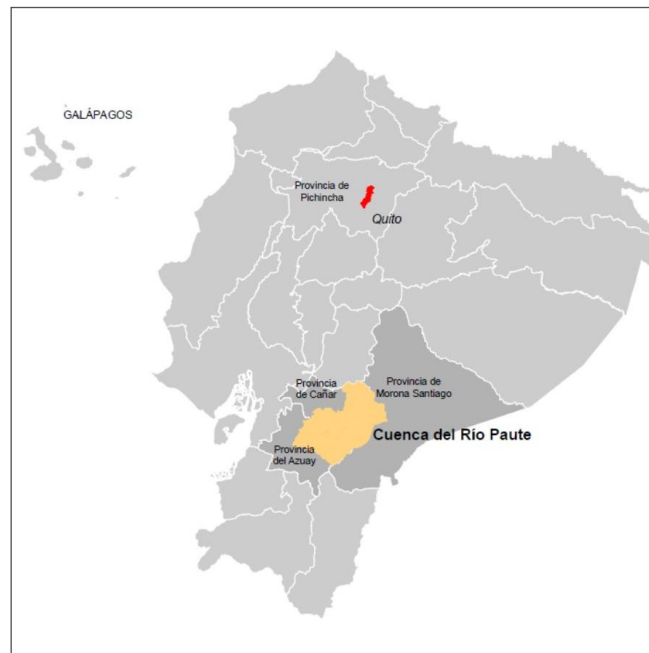 GALÁPAGOS
Provincia de
Pichincha
Quito
Provincia
de Cañar
Provincia de
Morona Santiago
Cuenca del Río Paute
Provincia
del Azuay